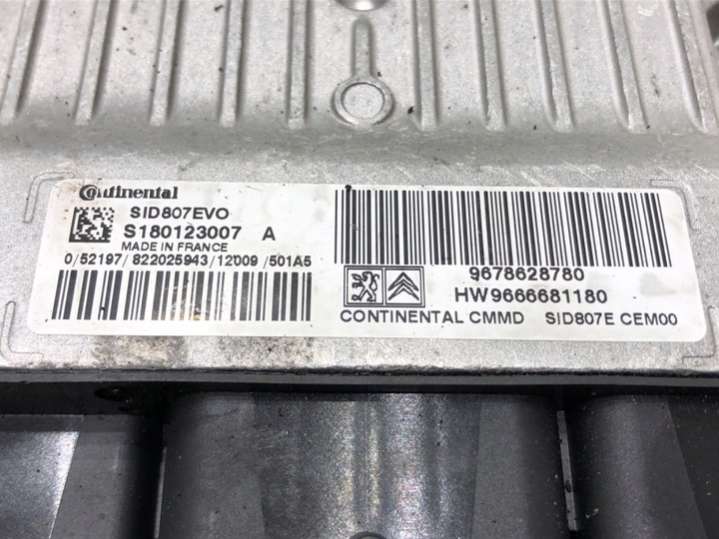 Continental
SID807EVO
S180123007 A
MADE IN FRANCE
0/52197/822025943/12009/501A5
9678628780
HW9666681180
CONTINENTAL CMMD SID807E CEM00